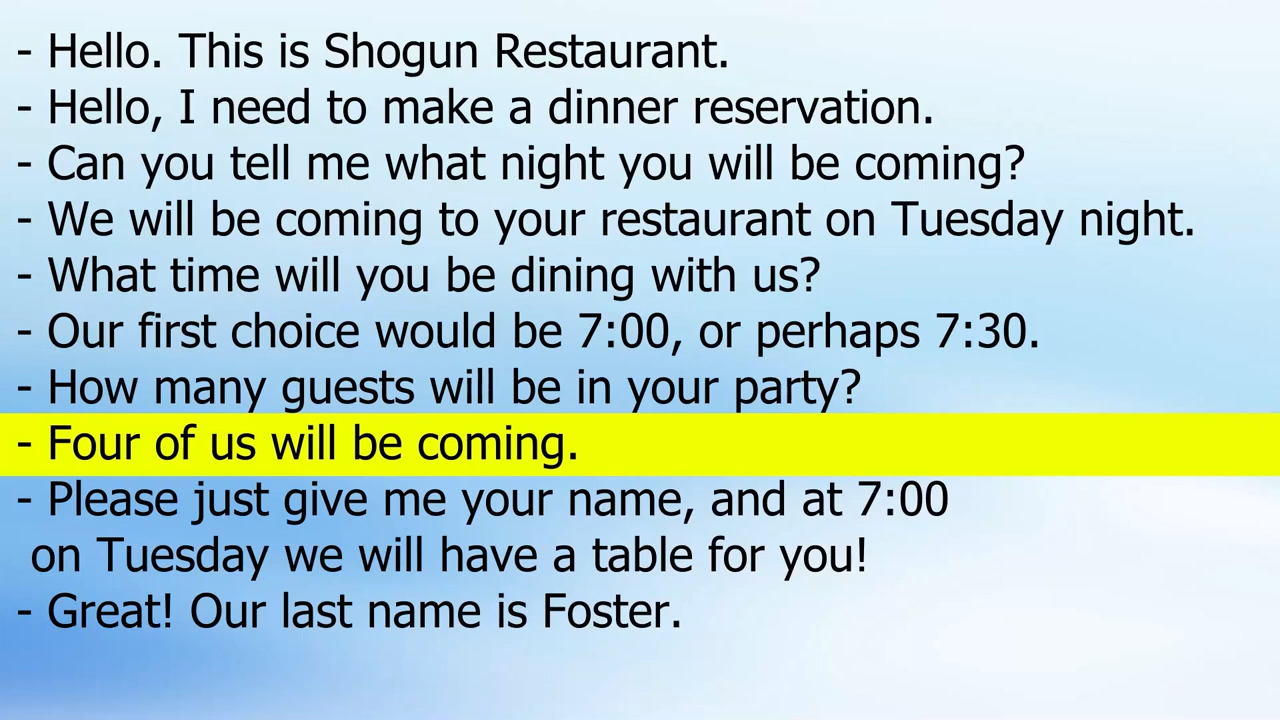 - Hello. This is Shogun Restaurant.
- Hello, I need to make a dinner reservation.
- Can you tell me what night you will be coming?
- We will be coming to your restaurant on Tuesday night.
- What time will you be dining with us?
- Our first choice would be 7:00, or perhaps 7:30.
- How many guests will be in your party?
- Four of us will be coming.
- Please just give me your name, and at 7:00
on Tuesday we will have a table for you!
- Great! Our last name is Foster.